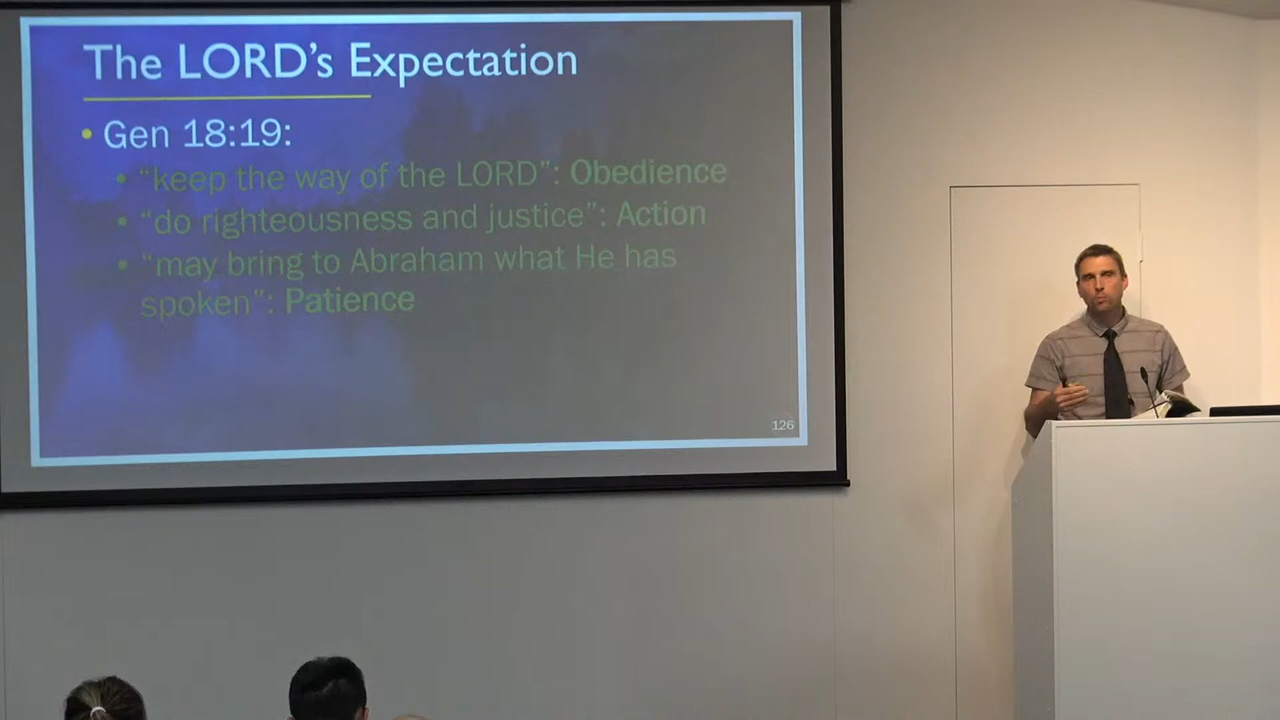 The LORD’s Expectation
• Gen 18:19:
• “keep the way of the LORD”: Obedience
• “do righteousness and justice”: Action
• “may bring to Abraham what He has
spoken”: Patience
126